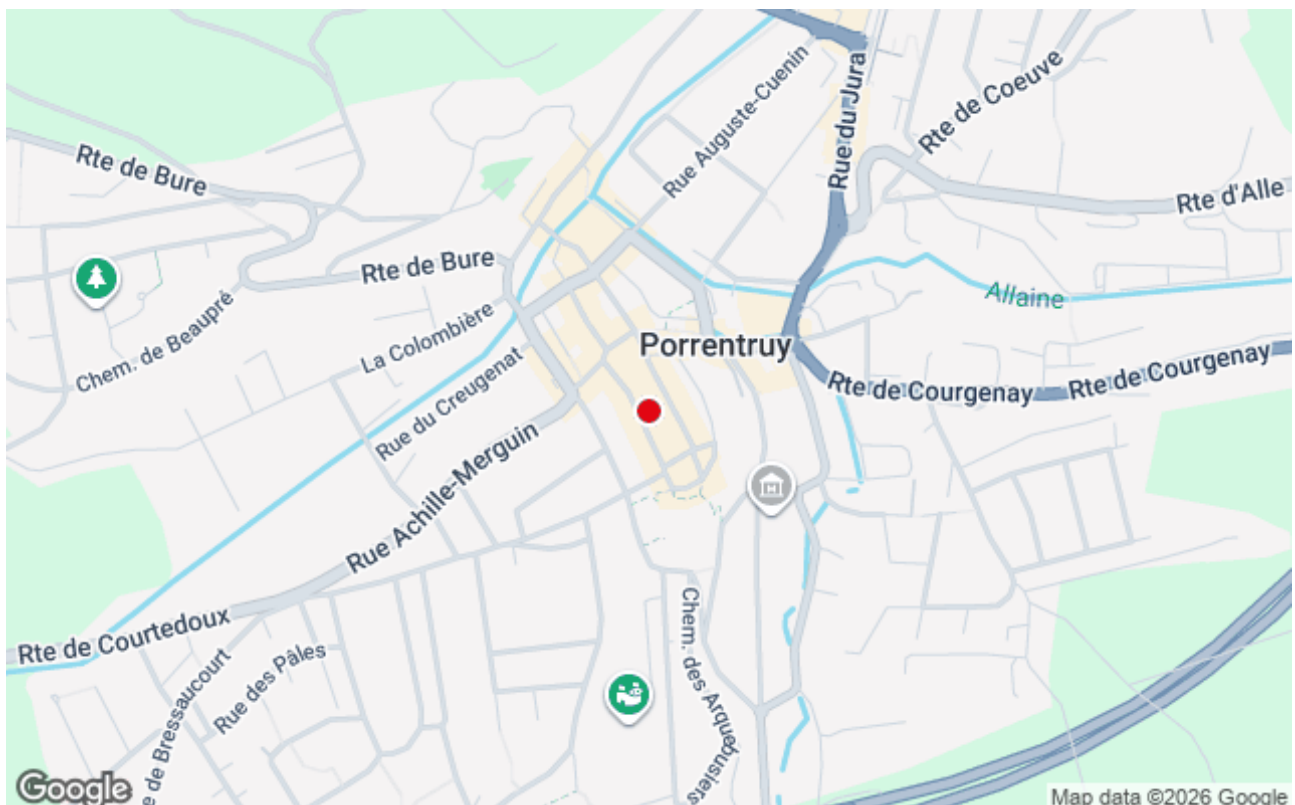 Rue du Jura
Rue Auguste-Cuenin
Rte de Coeuve
Rte de Bure
Rte d'Alle
Rte de Bure
Allaine
Chem. de Beaupré
La Colombière
Porrentruy
Rte de Courgenay
Rte de Courgenay
Rue du Creugenat
Rue Achille-Merguin
Rte de Courtedoux
Chem. des Arquebusiers
Rue des Pâles
e de Bressaucourt
Google
Map data ©2026 Google